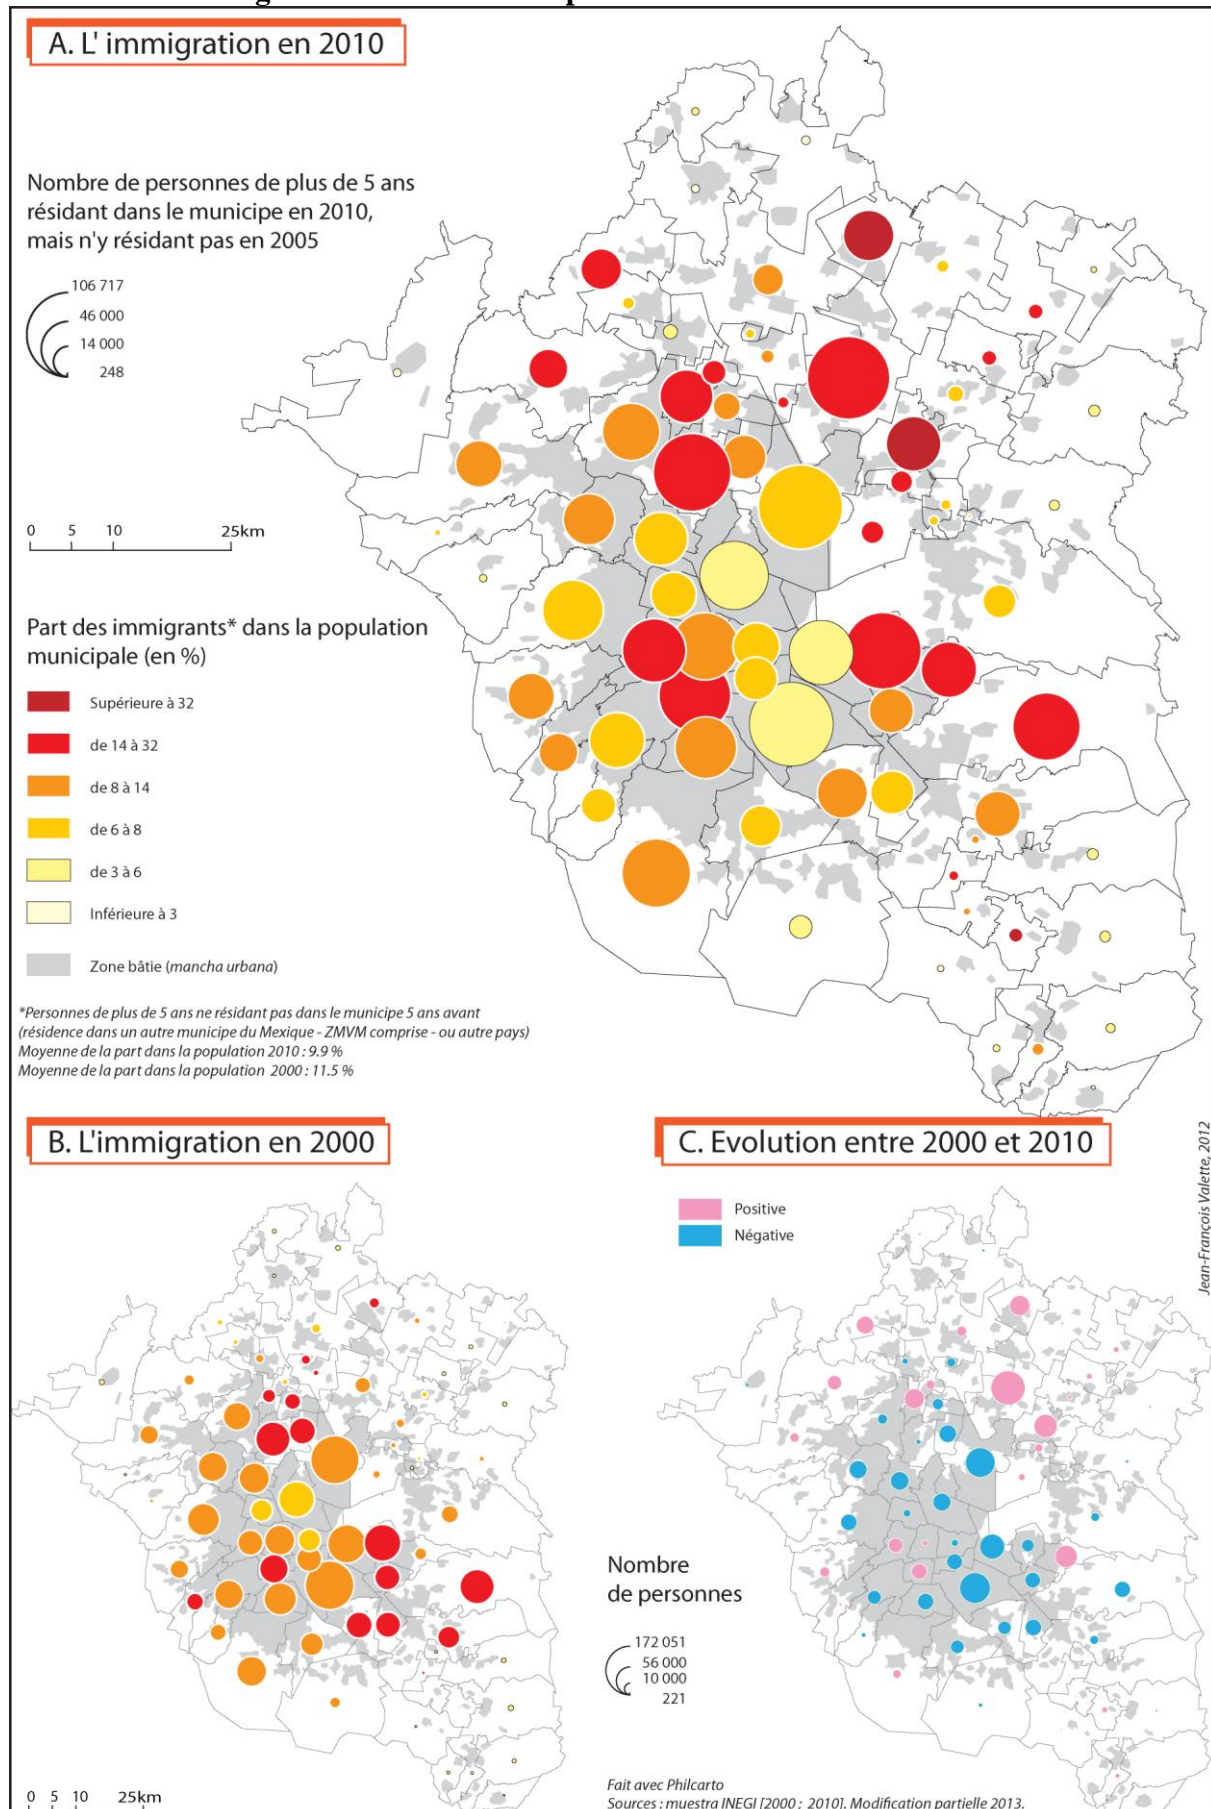 A. L' immigration en 2010
Nombre de personnes de plus de 5 ans
résidant dans le municipe en 2010,
mais n'y résidant pas en 2005
106 717
46 000
14 000
248
0 5 10 25km
Part des immigrants* dans la population
municipale (en %)
Supérieure à 32
de 14 à 32
de 8 à 14
de 6 à 8
de 3 à 6
Inférieure à 3
Zone bâtie (mancha urbana)
*Personnes de plus de 5 ans ne résidant pas dans le municipe 5 ans avant
(résidence dans un autre municipe du Mexique - ZMVM comprise - ou autre pays)
Moyenne de la part dans la population 2010 : 9.9 %
Moyenne de la part dans la population 2000 : 11.5 %
B. L'immigration en 2000
0 5 10 25km
C. Evolution entre 2000 et 2010
Positive
Négative
Jean-François Valette, 2012
Nombre
de personnes
172 051
56 000
10 000
221
Fait avec Philcarto
Sources : muestra INEGI [2000 ; 2010]. Modification partielle 2013.